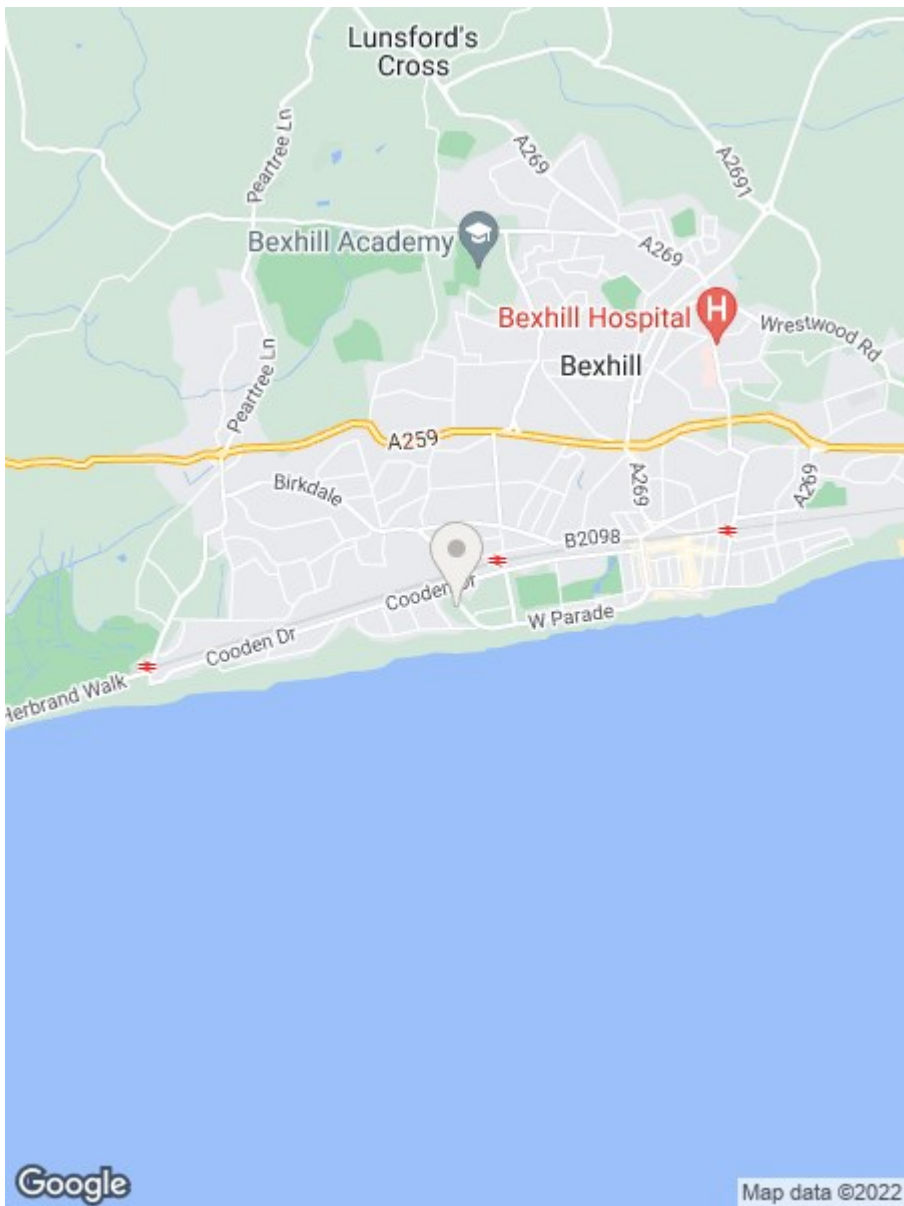 Lunsford's
Cross
Peartree Ln
A269
A2691
Bexhill Academy
A269
Bexhill Hospital
H
Wrestwood Rd
Bexhill
Peartree Ln
A259
Birkdale
A269
A269
B2098
Cooden Dr
W Parade
Cooden Dr
Herbrand Walk
Google
Map data ©2022